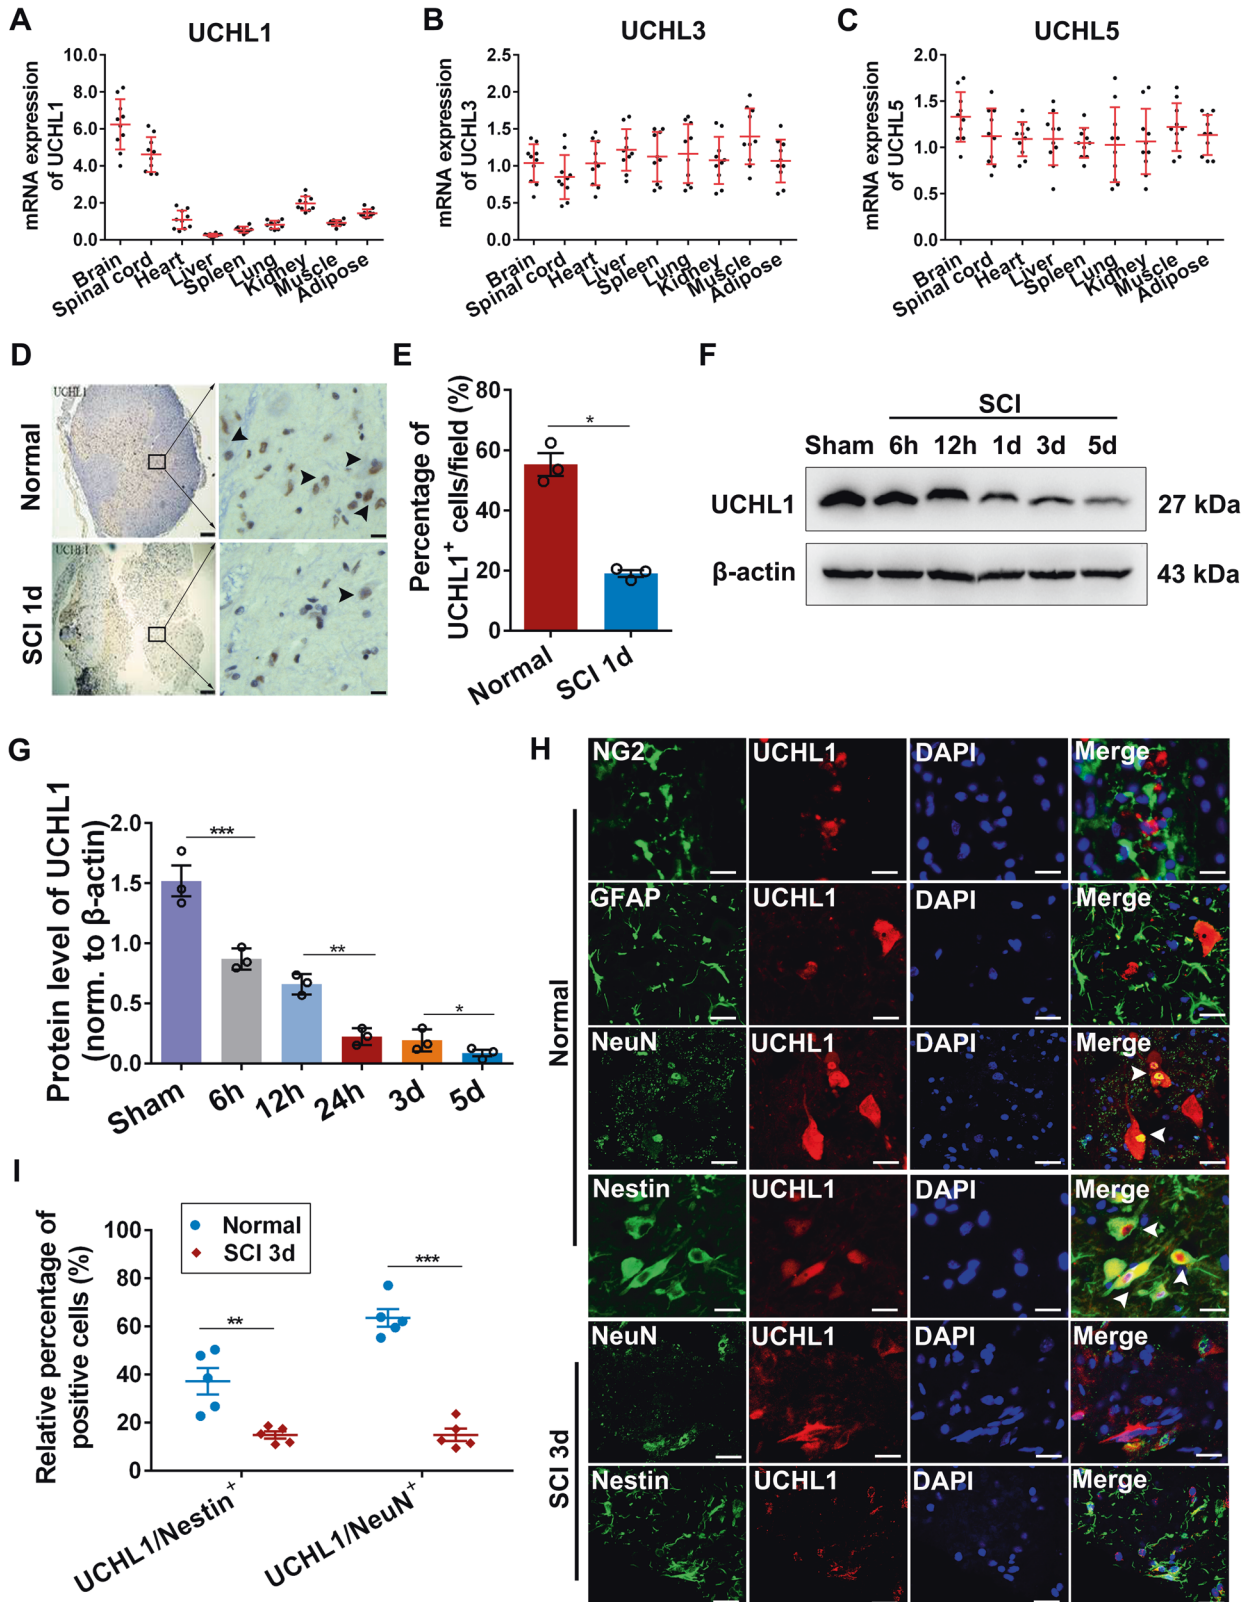 A
UCHL1
mRNA expression
of UCHL1
10.0
8.0
6.0
4.0
2.0
0.0
Brain
Spinal cord
Heart
Liver
Spleen
Lung
Kidney
Muscle
Adipose
B
UCHL3
mRNA expression
of UCHL3
2.5
2.0
1.5
1.0
0.5
0.0
Brain
Spinal cord
Heart
Liver
Spleen
Lung
Kidney
Muscle
Adipose
C
UCHL5
mRNA expression
of UCHL5
2.0
1.5
1.0
0.5
0.0
Brain
Spinal cord
Heart
Liver
Spleen
Lung
Kidney
Muscle
Adipose
D
Normal
UCHL1
SCI 1d
UCHL1
E
Percentage of
UCHL1+ cells/field (%)
80
60
40
20
0
*
Normal
SCI 1d
F
SCI
Sham 6h 12h 1d 3d 5d
UCHL1
27 kDa
β-actin
43 kDa
G
Protein level of UCHL1
(norm. to β-actin)
2.0
1.5
1.0
0.5
0.0
***
**
*
Sham
6h
12h
24h
3d
5d
H
Normal
NG2 UCHL1 DAPI Merge
GFAP UCHL1 DAPI Merge
NeuN UCHL1 DAPI Merge
Nestin UCHL1 DAPI Merge
SCI 3d
NeuN UCHL1 DAPI Merge
Nestin UCHL1 DAPI Merge
I
Relative percentage of
positive cells (%)
100
80
60
40
20
0
Normal
SCI 3d
**
***
UCHL1/Nestin+
UCHL1/NeuN+